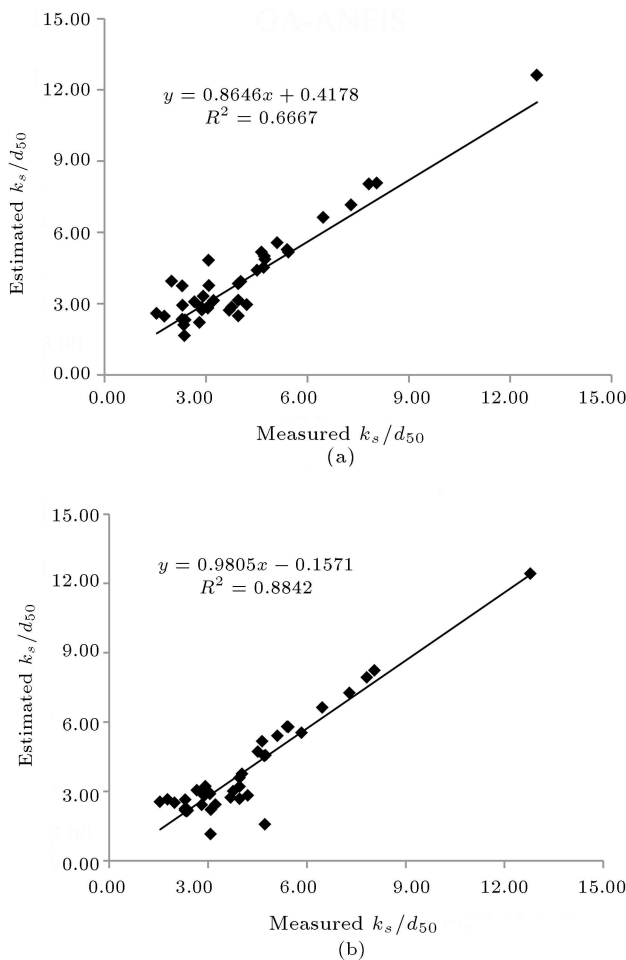 15.00
12.00
9.00
6.00
3.00
0.00
y = 0.8646x + 0.4178
R² = 0.6667
Estimated kₛ/d₅₀
0.00 3.00 6.00 9.00 12.00 15.00
Measured kₛ/d₅₀
(a)
15.00
12.00
9.00
6.00
3.00
0.00
y = 0.9805x − 0.1571
R² = 0.8842
Estimated kₛ/d₅₀
0.00 3.00 6.00 9.00 12.00 15.00
Measured kₛ/d₅₀
(b)